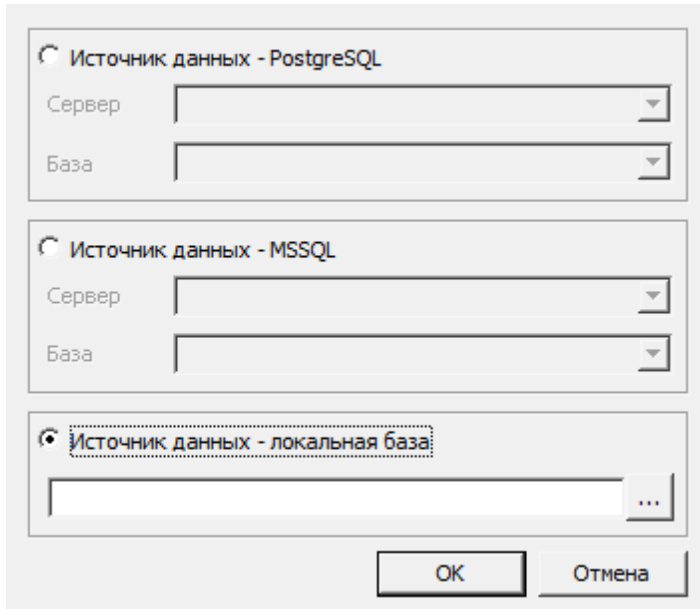 Источник данных - PostgreSQL
Сервер
База
Источник данных - MSSQL
Сервер
База
Источник данных - локальная база
...
OK Отмена